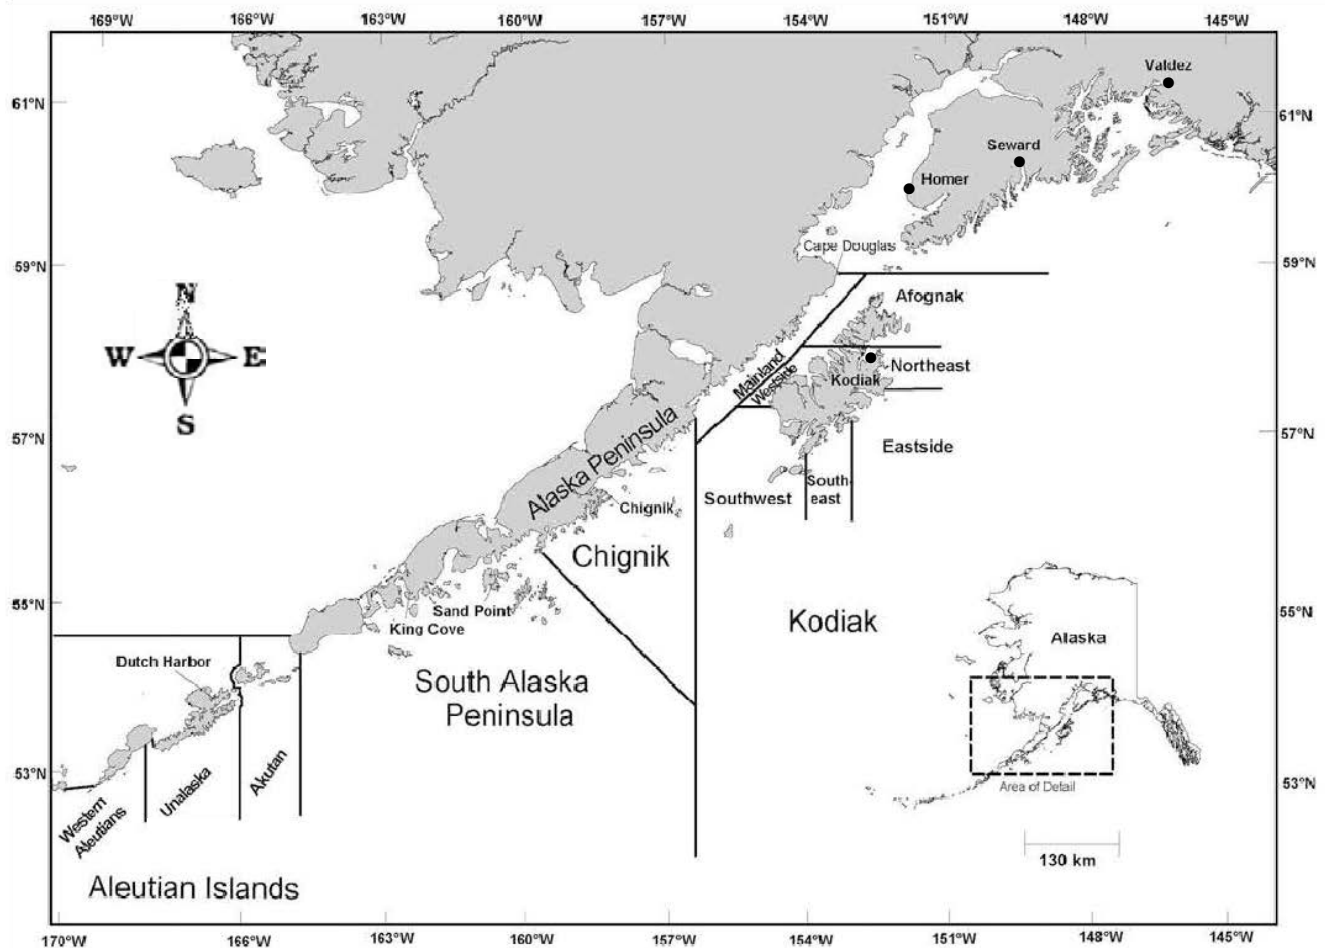 169°W 166°W 163°W 160°W 157°W 154°W 151°W 148°W 145°W
Valdez
61°N 61°N
Seward
Homer
Cape Douglas
59°N 59°N
Afognak
N
W E
S
Mainland
Westside
Kodiak
Northeast
57°N 57°N
Alaska Peninsula
Eastside
Southwest
South-
east
Chignik
Chignik
55°N 55°N
Sand Point
King Cove
Kodiak
Alaska
Dutch Harbor
South Alaska
Peninsula
53°N 53°N
Western
Aleutians
Unalaska
Akutan
Area of Detail
130 km
Aleutian Islands
170°W 166°W 163°W 160°W 157°W 154°W 151°W 148°W 145°W